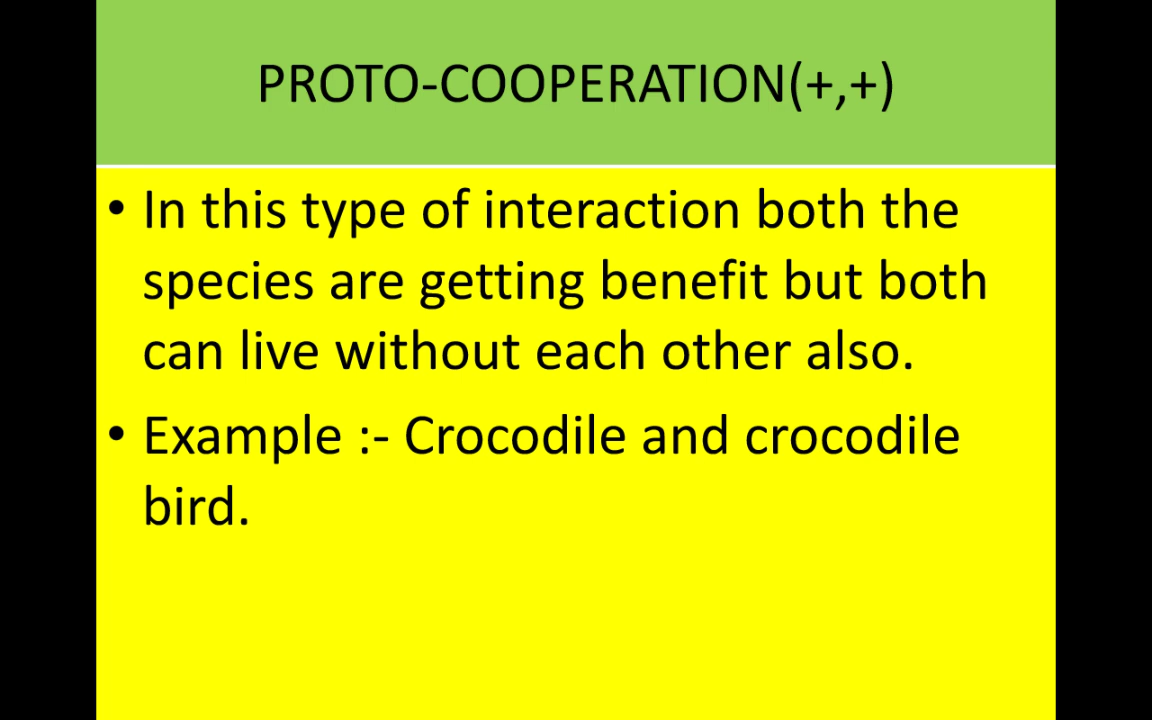 PROTO-COOPERATION(+,+)
• In this type of interaction both the
species are getting benefit but both
can live without each other also.
• Example :- Crocodile and crocodile
bird.